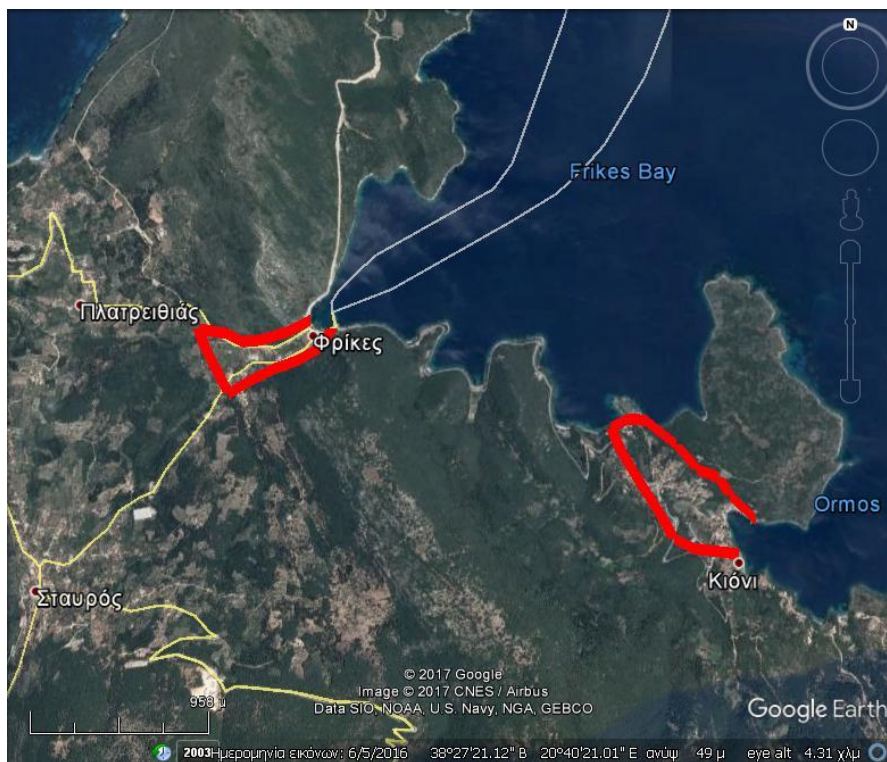 N
Frikes Bay
Πλατρειθιάς
Φρίκες
Ormos
Κιόνι
Σταυρός
© 2017 Google
Image © 2017 CNES / Airbus
Data SIO, NOAA, U.S. Navy, NGA, GEBCO
958 μ
Google Earth
2003 Ημερομηνία εικόνων: 6/5/2016 38°27'21.12" Β 20°40'21.01" Ε ανύψ 49 μ eye alt 4.31 χλμ